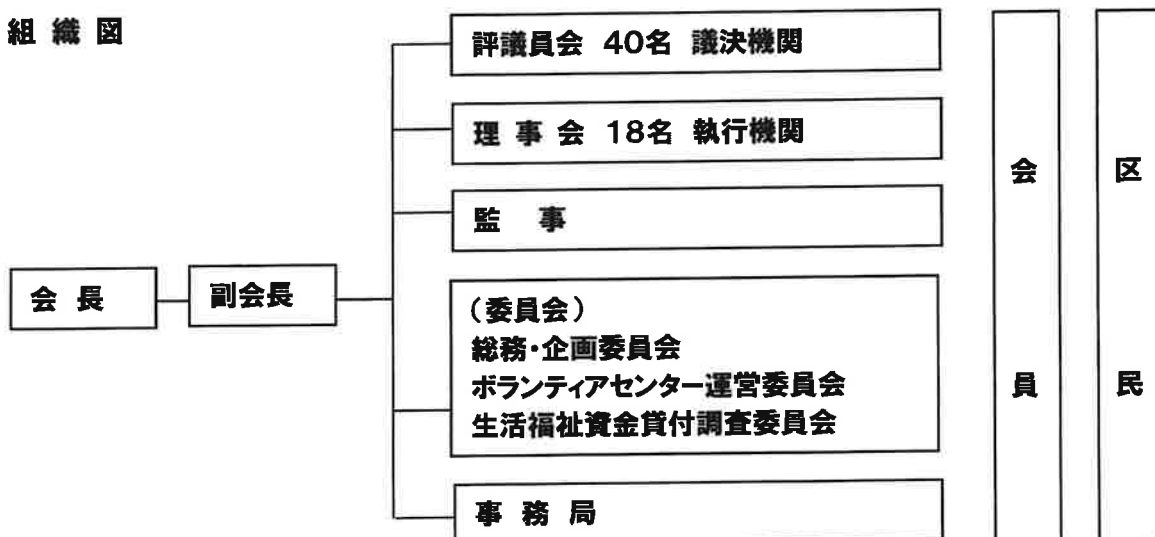 組織図
評議員会 40名 議決機関
理事会 18名 執行機関
監 事
会長
副会長
(委員会)
総務・企画委員会
ボランティアセンター運営委員会
生活福祉資金貸付調査委員会
事務局
会員
区民